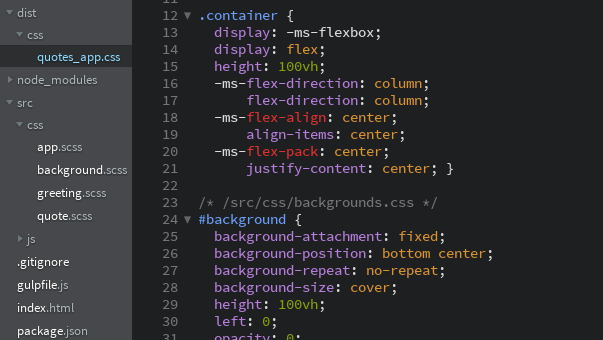 dist
css
quotes_app.css
node_modules
src
css
app.scss
background.scss
greeting.scss
quote.scss
js
.gitignore
gulpfile.js
index.html
package.json
11
12 .container {
13 display: -ms-flexbox;
14 display: flex;
15 height: 100vh;
16 -ms-flex-direction: column;
17 flex-direction: column;
18 -ms-flex-align: center;
19 align-items: center;
20 -ms-flex-pack: center;
21 justify-content: center; }
22
23 /* /src/css/backgrounds.css */
24 #background {
25 background-attachment: fixed;
26 background-position: bottom center;
27 background-repeat: no-repeat;
28 background-size: cover;
29 height: 100vh;
30 left: 0;
31 opacity: 0;